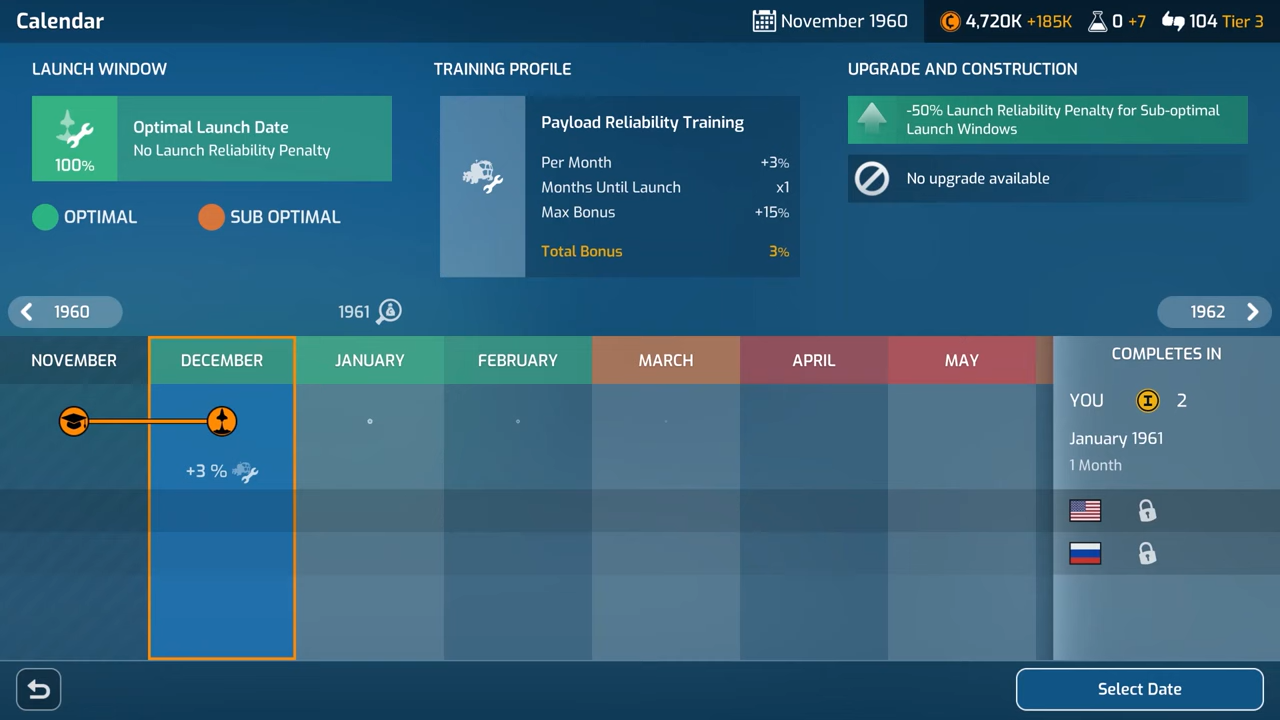 Calendar
November 1960
4,720K +185K
0 +7
104 Tier 3
LAUNCH WINDOW
100%
Optimal Launch Date
No Launch Reliability Penalty
OPTIMAL
SUB OPTIMAL
TRAINING PROFILE
Payload Reliability Training
Per Month +3%
Months Until Launch x1
Max Bonus +15%
Total Bonus 3%
UPGRADE AND CONSTRUCTION
-50% Launch Reliability Penalty for Sub-optimal
Launch Windows
No upgrade available
1960
1961
1962
NOVEMBER
DECEMBER
JANUARY
FEBRUARY
MARCH
APRIL
MAY
+3 %
COMPLETES IN
YOU I 2
January 1961
1 Month
Select Date